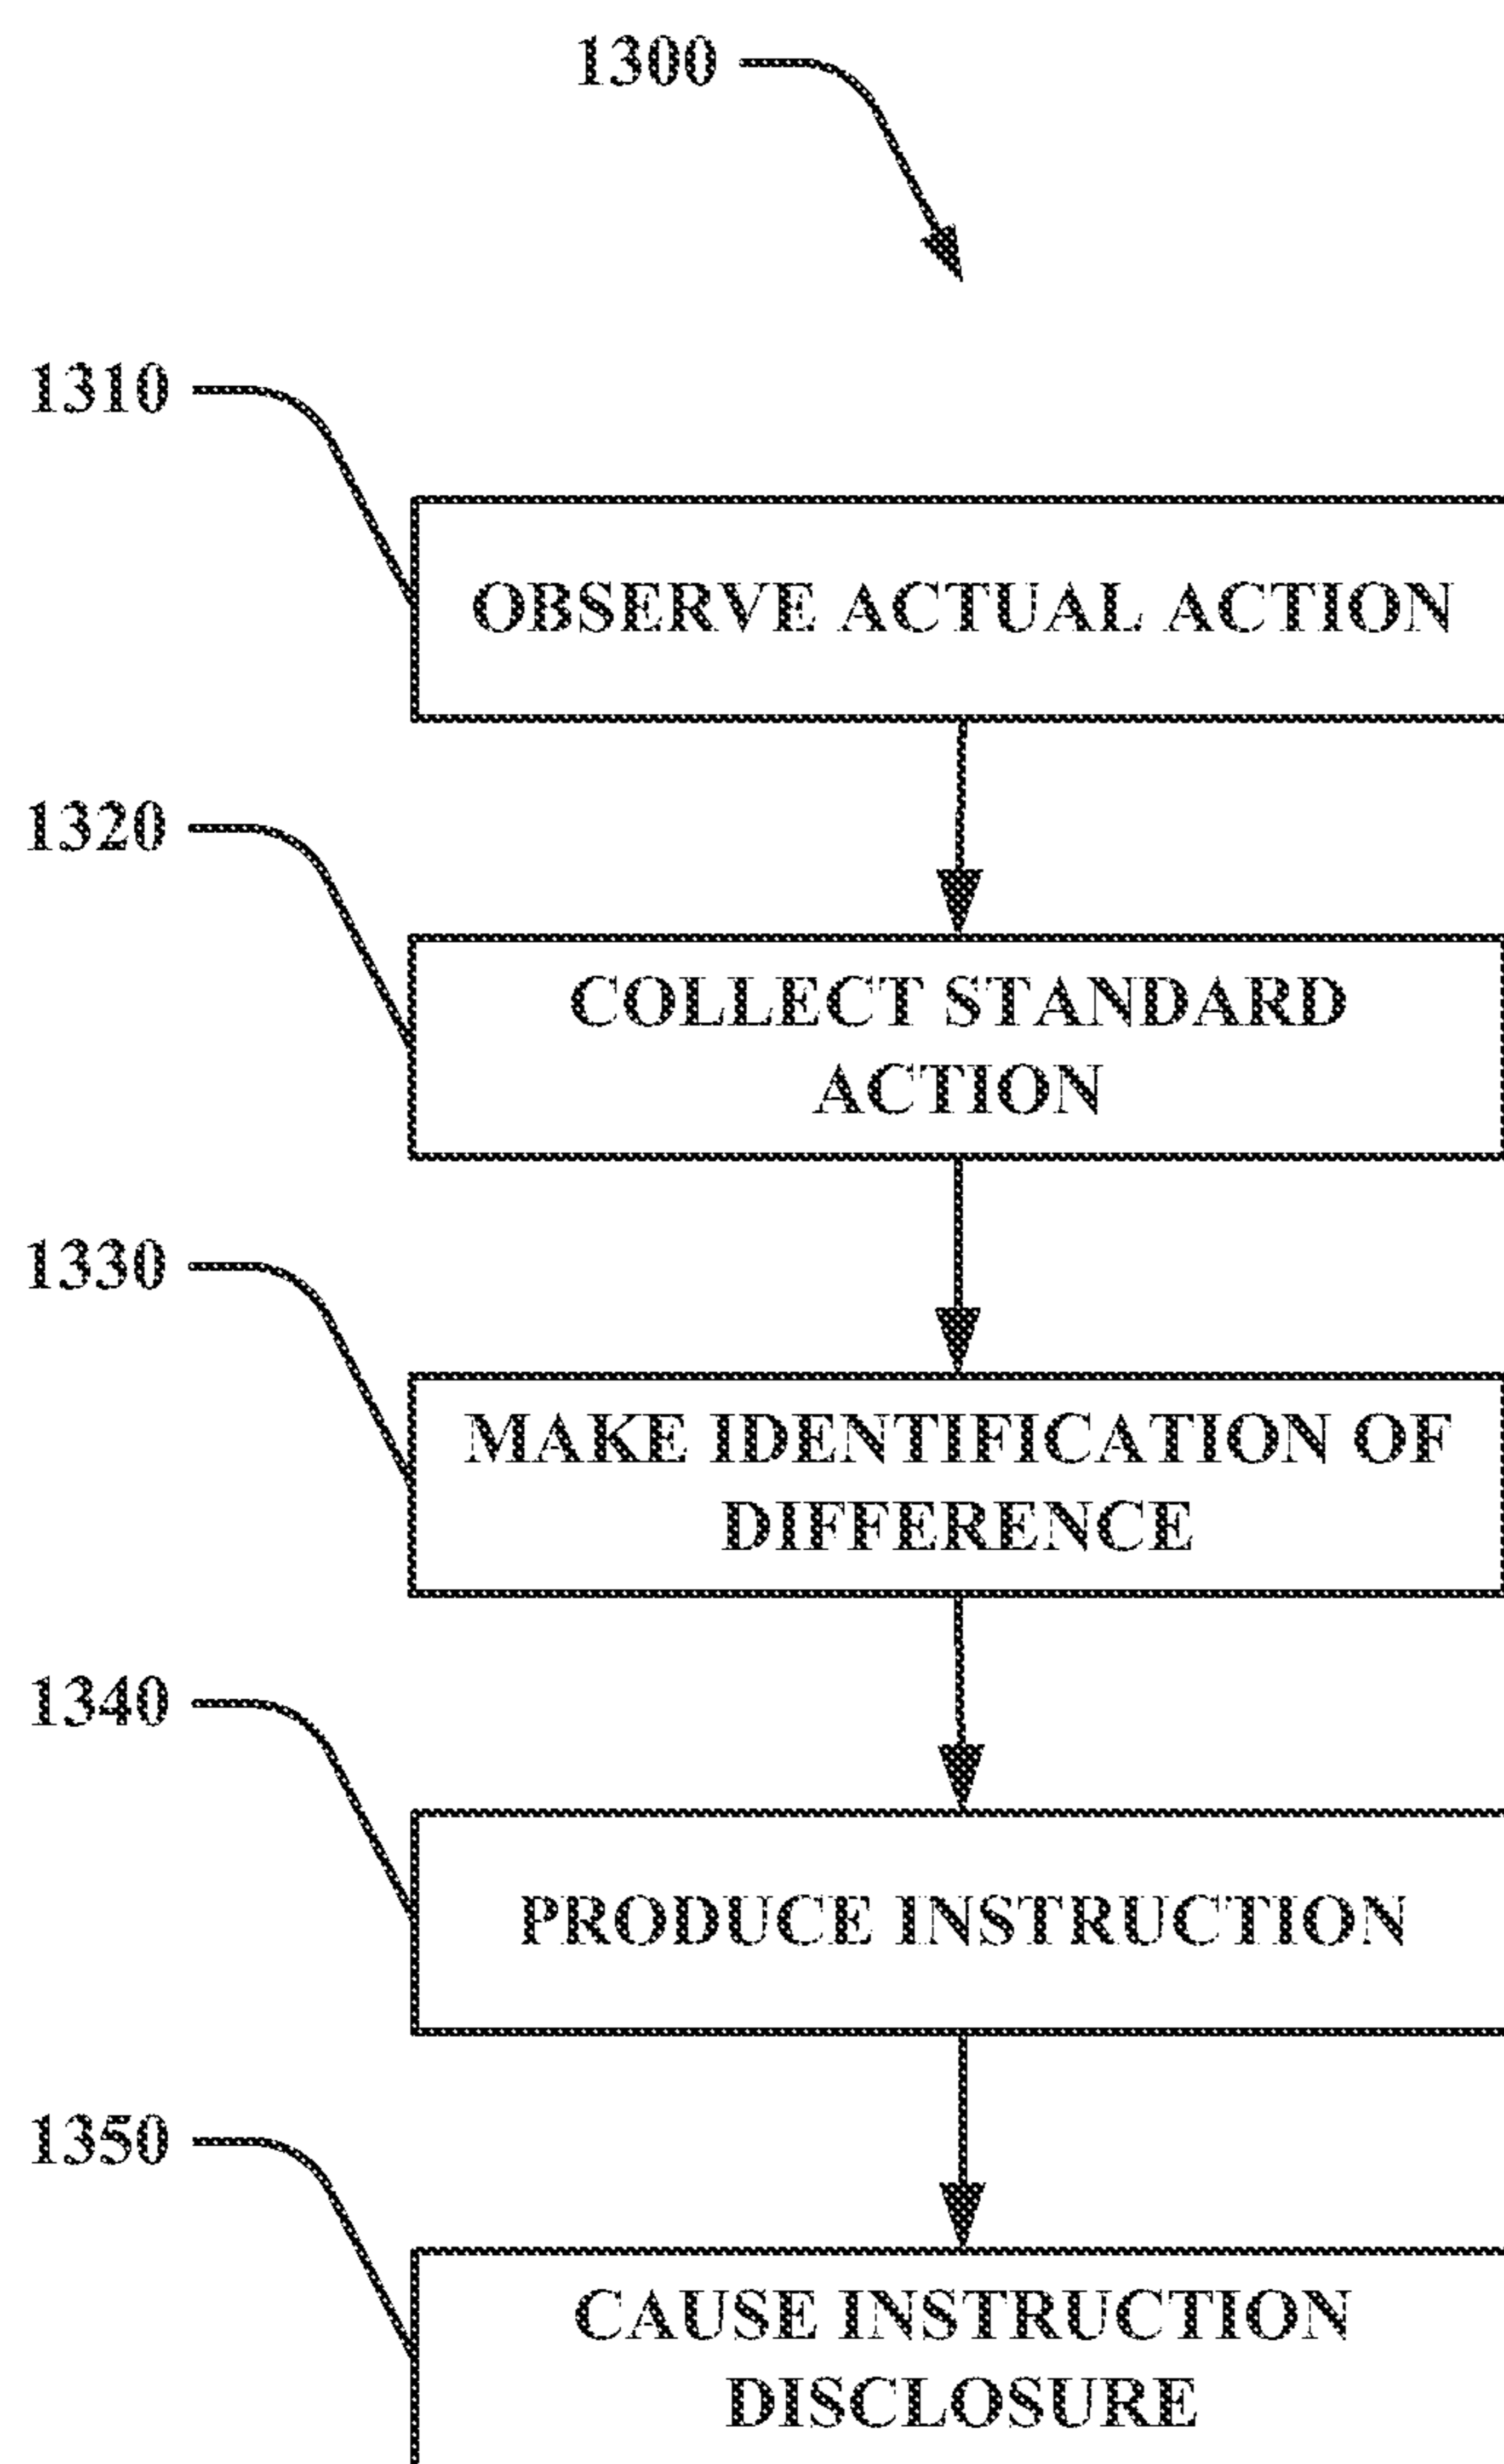 1300
1310
OBSERVE ACTUAL ACTION
1320
COLLECT STANDARD
ACTION
1330
MAKE IDENTIFICATION OF
DIFFERENCE
1340
PRODUCE INSTRUCTION
1350
CAUSE INSTRUCTION
DISCLOSURE